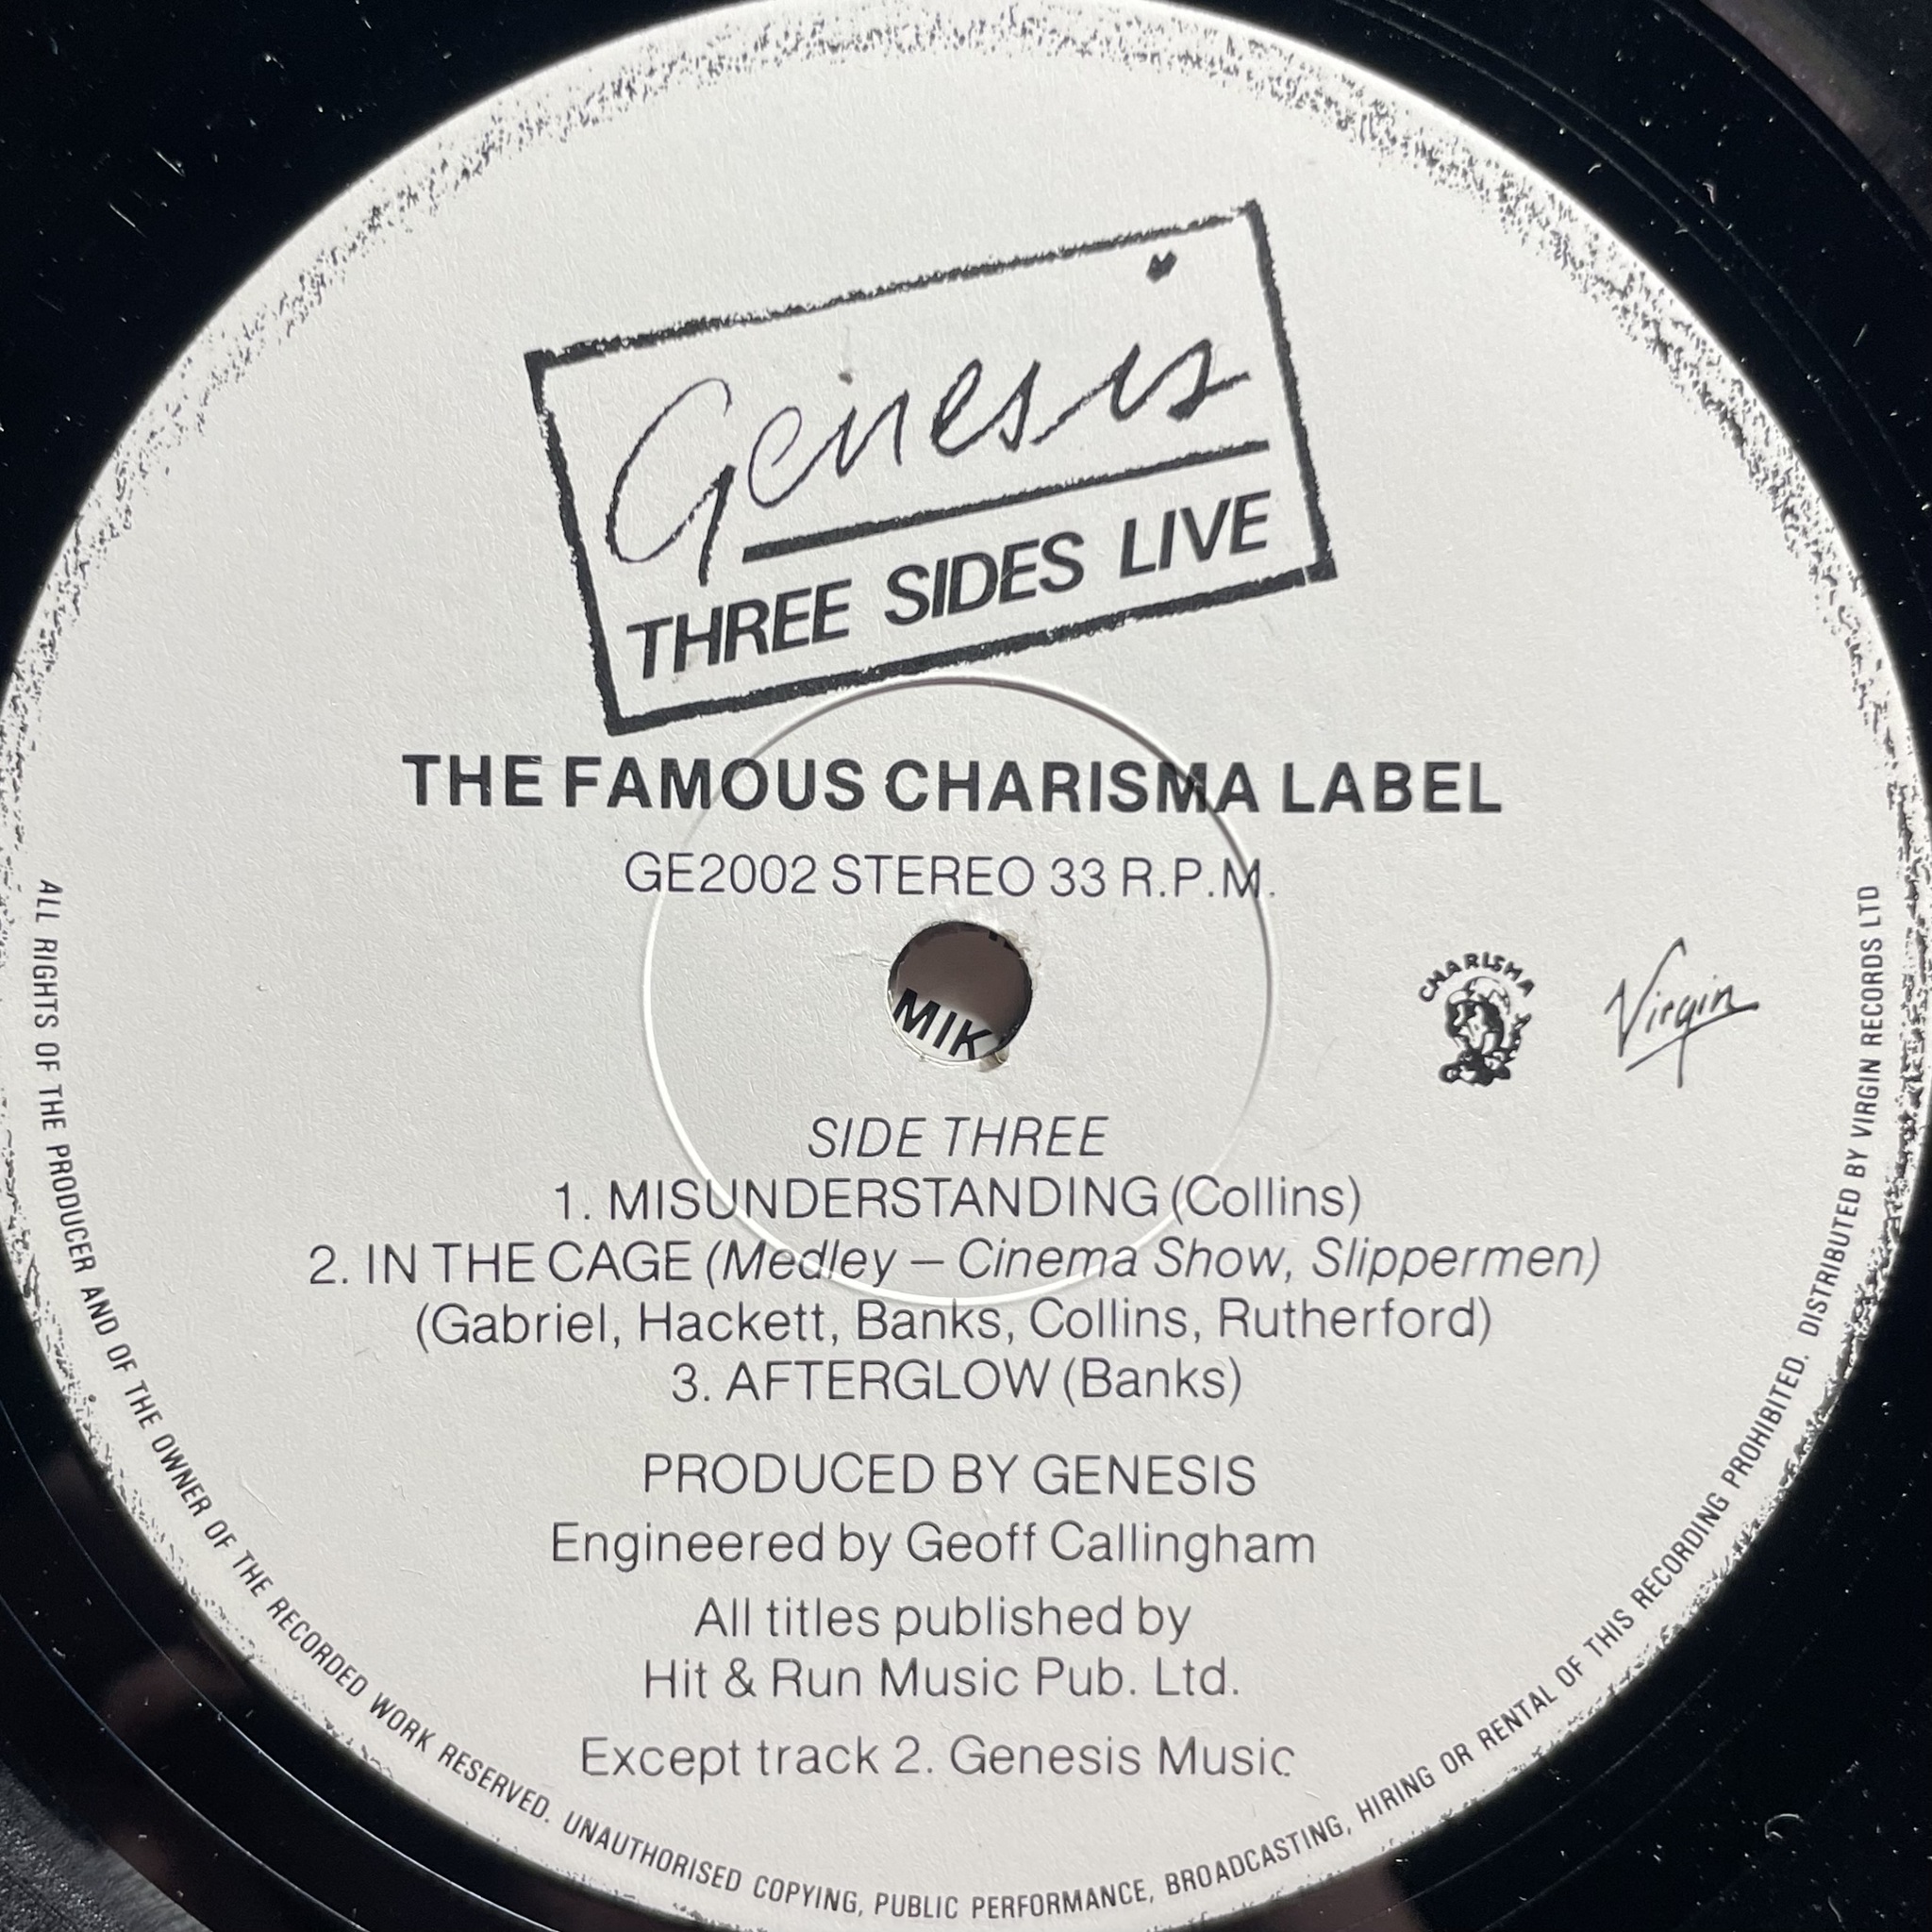 Genesis
THREE SIDES LIVE
THE FAMOUS CHARISMA LABEL
GE2002 STEREO 33 R.P.M.
MIK
CHARISMA
Virgin
SIDE THREE
1. MISUNDERSTANDING (Collins)
2. IN THE CAGE (Medley – Cinema Show, Slippermen)
(Gabriel, Hackett, Banks, Collins, Rutherford)
3. AFTERGLOW (Banks)
PRODUCED BY GENESIS
Engineered by Geoff Callingham
All titles published by
Hit & Run Music Pub. Ltd.
Except track 2. Genesis Music
ALL RIGHTS OF THE PRODUCER AND OF THE OWNER OF THE RECORDED WORK RESERVED. UNAUTHORISED COPYING, PUBLIC PERFORMANCE, BROADCASTING, HIRING OR RENTAL OF THIS RECORDING PROHIBITED. DISTRIBUTED BY VIRGIN RECORDS LTD